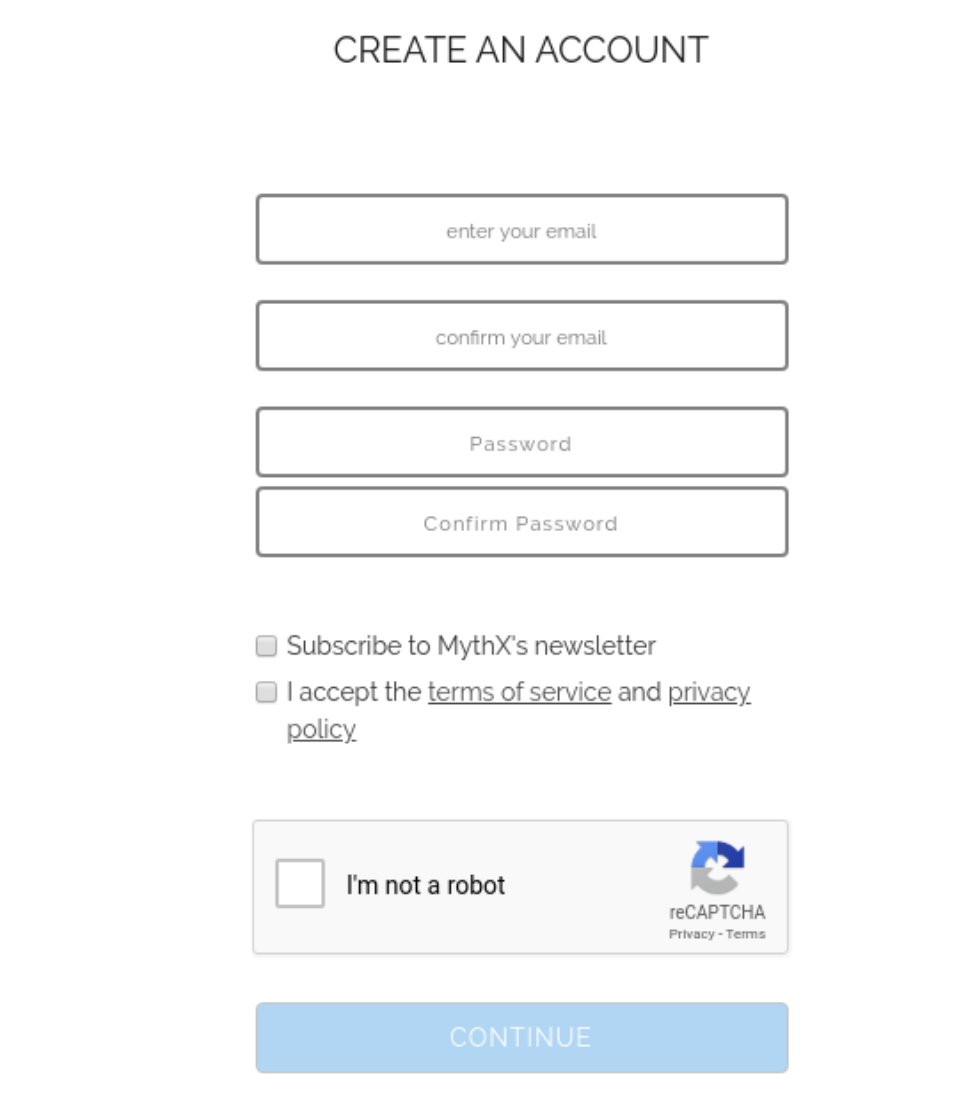 CREATE AN ACCOUNT
enter your email
confirm your email
Password
Confirm Password
Subscribe to MythX's newsletter
I accept the terms of service and privacy
policy
I'm not a robot
reCAPTCHA
Privacy - Terms
CONTINUE